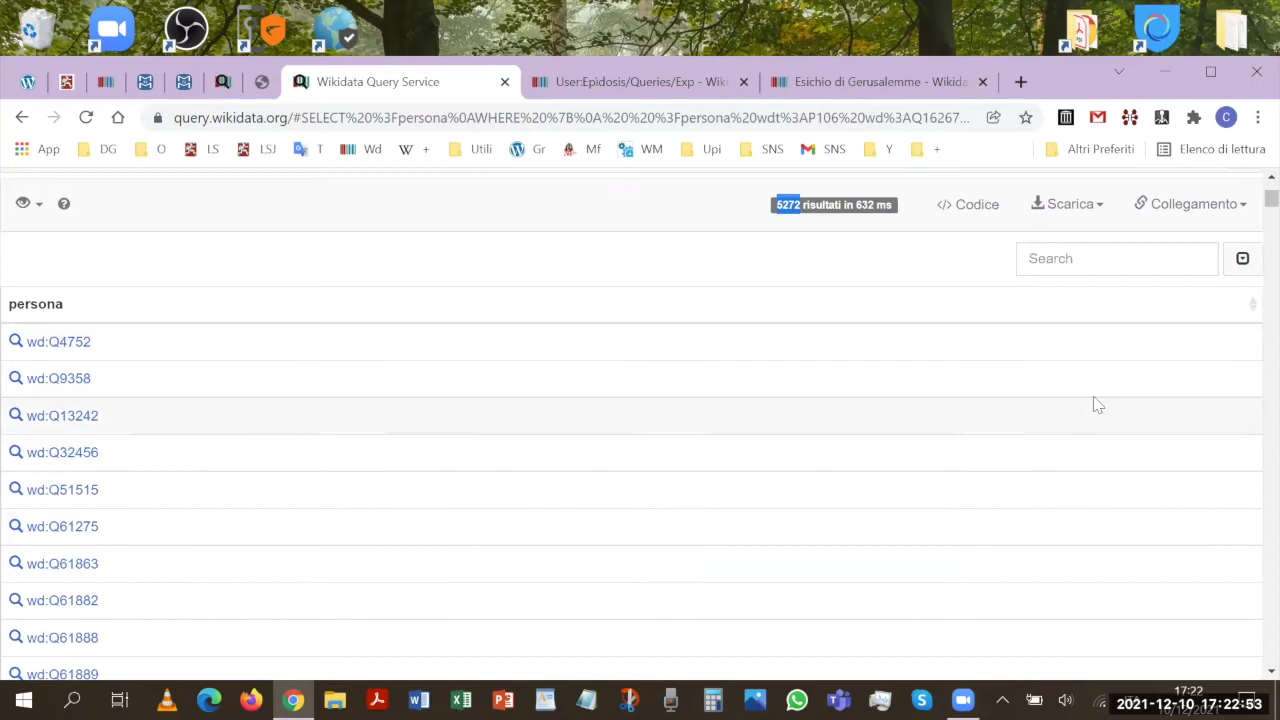 Wikidata Query Service
User:Epidosis/Queries/Exp - Wiki
Esichio di Gerusalemme - Wikida
query.wikidata.org/#SELECT%20%3Fpersona%0AWHERE%20%7B%0A%20%20%3Fpersona%20wdt%3AP106%20wd%3AQ16267...
C
App DG O LS LSJ T Wd + Utili Gr Mf WM Upi SNS SNS Y + Altri Preferiti Elenco di lettura
5272 risultati in 632 ms
</> Codice
Scarica
Collegamento
Search
persona
wd:Q4752
wd:Q9358
wd:Q13242
wd:Q32456
wd:Q51515
wd:Q61275
wd:Q61863
wd:Q61882
wd:Q61888
wd:Q61889
17:22
2021-12-10 17:22:53